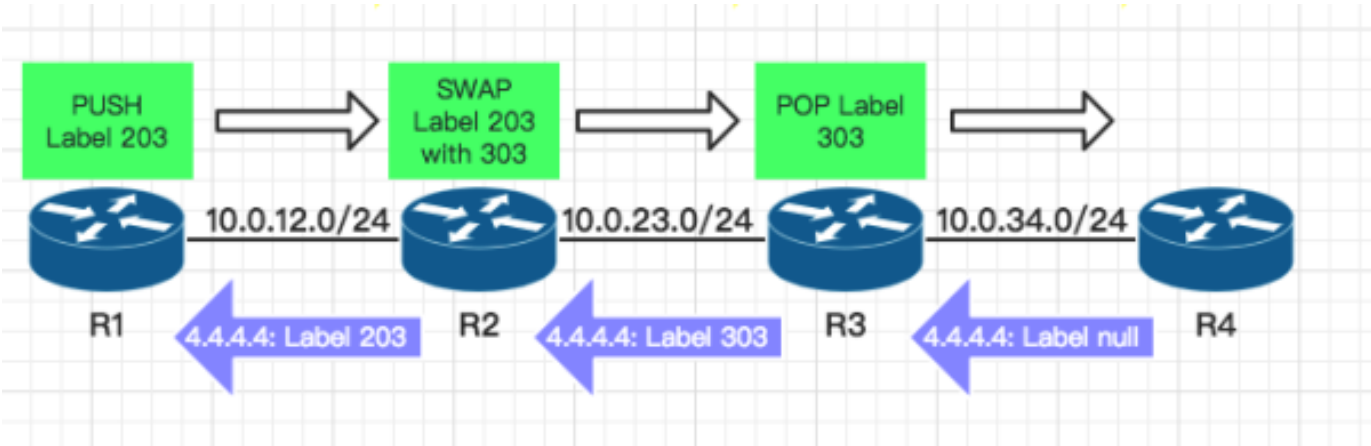 PUSH
Label 203
SWAP
Label 203
with 303
POP Label
303
10.0.12.0/24
10.0.23.0/24
10.0.34.0/24
R1
4.4.4.4: Label 203
R2
4.4.4.4: Label 303
R3
4.4.4.4: Label null
R4